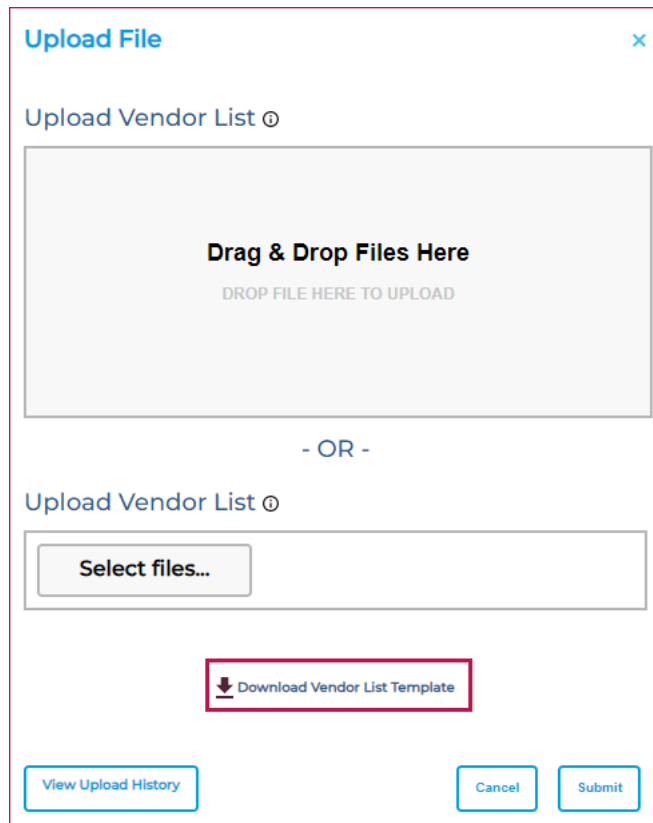 Upload File
Upload Vendor List
Drag & Drop Files Here
DROP FILE HERE TO UPLOAD
- OR -
Upload Vendor List
Select files...
Download Vendor List Template
View Upload History
Cancel
Submit